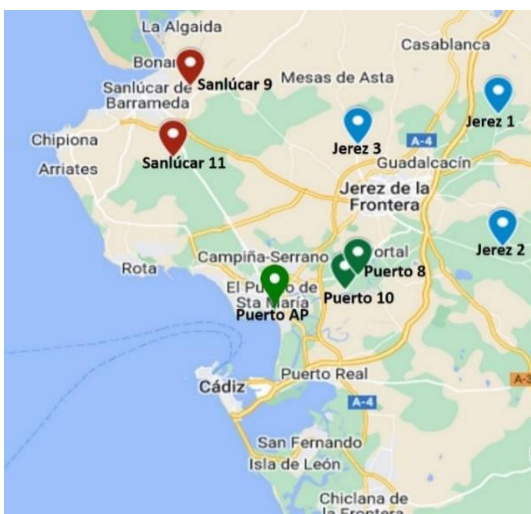 La Algaida
Casablanca
Bonan
Sanlúcar 9
Mesas de Asta
Sanlúcar de
Barrameda
Jerez 1
Chipiona
Jerez 3
A-4
Sanlúcar 11
Guadalcacín
Arriates
Jerez de la
Frontera
Jerez 2
Campiña-Serrano
ortal
Rota
Puerto 8
El Puerto de
Sta María
Puerto 10
Puerto AP
Cádiz
Puerto Real
A-3
A-4
San Fernando
Isla de León
Chiclana de
la Frontera